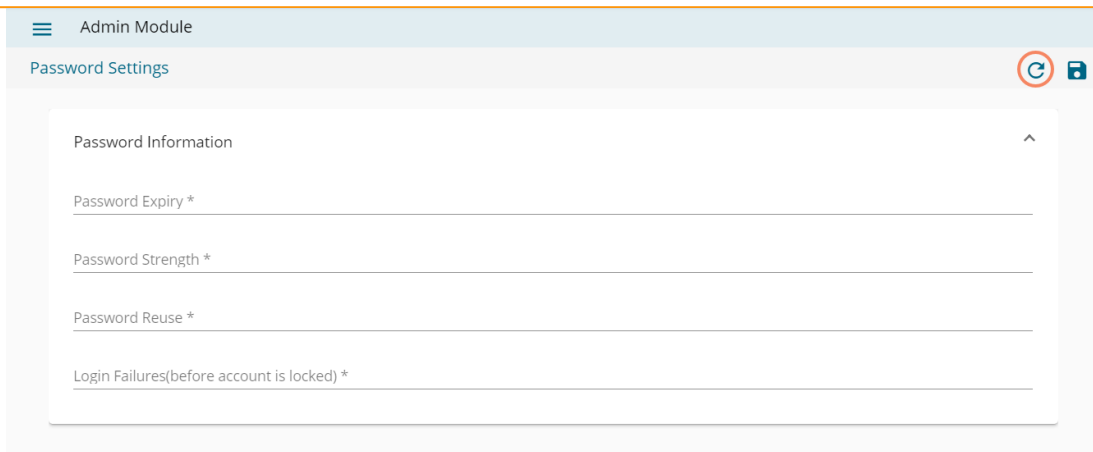 Admin Module
Password Settings
Password Information
Password Expiry *
Password Strength *
Password Reuse *
Login Failures(before account is locked) *